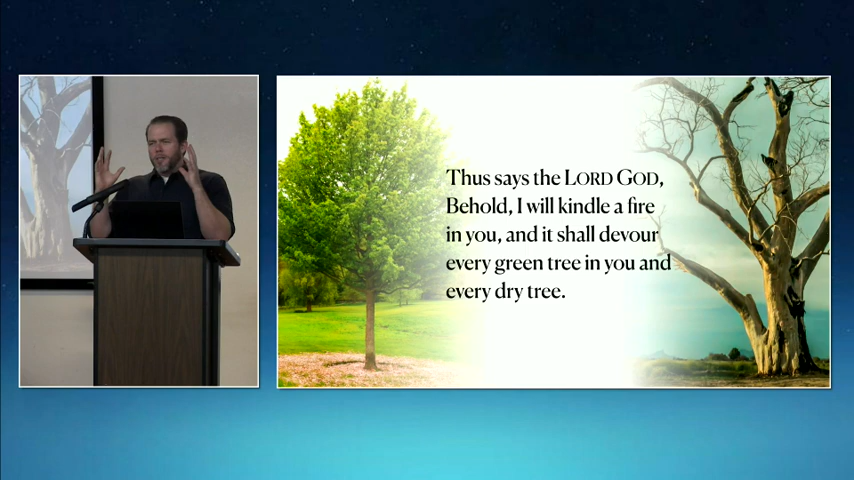 Thus says the LORD GOD,
Behold, I will kindle a fire
in you, and it shall devour
every green tree in you and
every dry tree.